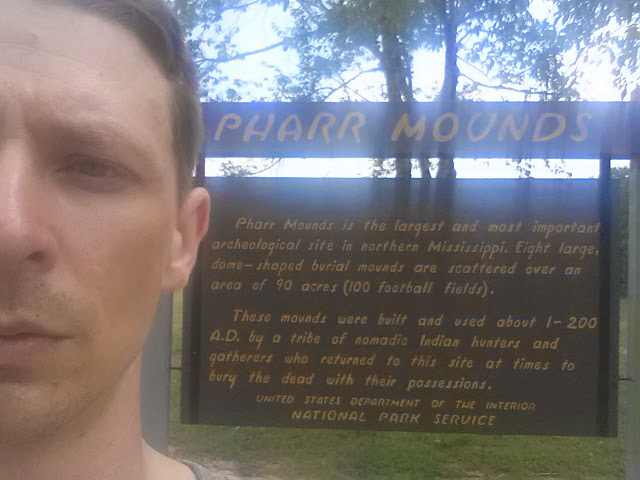 PHARR MOUNDS
Pharr Mounds is the largest and most important
archeological site in northern Mississippi. Eight large,
dome-shaped burial mounds are scattered over an
area of 90 acres (100 football fields).
These mounds were built and used about 1-200
A.D. by a tribe of nomadic Indian hunters and
gatherers who returned to this site at times to
bury the dead with their possessions.
UNITED STATES DEPARTMENT OF THE INTERIOR
NATIONAL PARK SERVICE